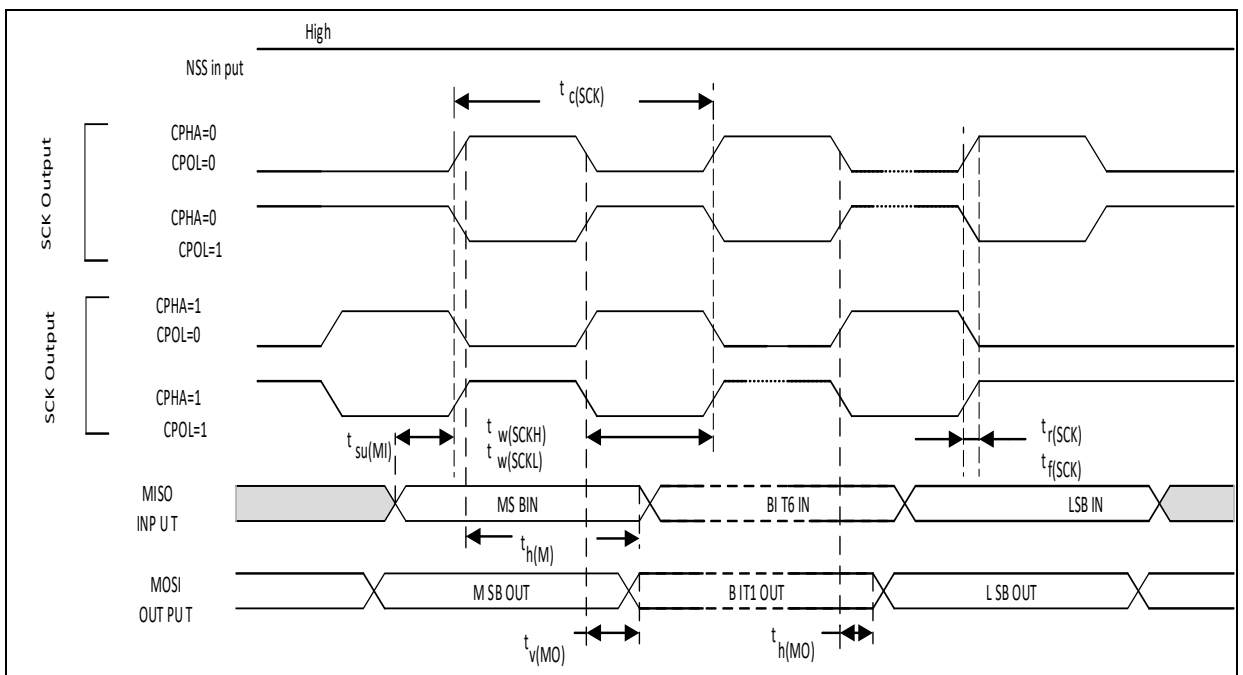 High
NSS in put
t c(SCK)
SCK Output
CPHA=0
CPOL=0
CPHA=0
CPOL=1
SCK Output
CPHA=1
CPOL=0
CPHA=1
CPOL=1
t su(MI)
t w(SCKH)
t w(SCKL)
t r(SCK)
t f(SCK)
MISO
INP U T
MS BIN
BI T6 IN
LSB IN
t h(M)
MOSI
OUT PU T
M SB OUT
B IT1 OUT
L SB OUT
t v(MO)
t h(MO)